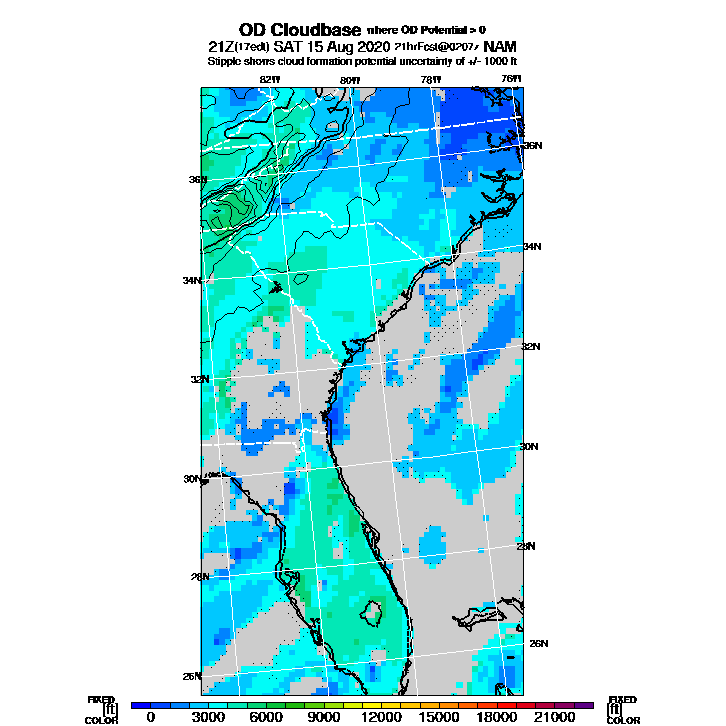 OD Cloudbase where OD Potential > 0
21Z(17edt) SAT 15 Aug 2020 21hrFcst@0207z NAM
Stipple shows cloud formation potential uncertainty of +/- 1000 ft
82W 80W 78W 76W
36N
36N
34N
34N
32N
32N
30N
30N
28N
28N
26N
26N
FIXED FIXED
[ft] 0 3000 6000 9000 12000 15000 18000 21000 [ft]
COLOR COLOR